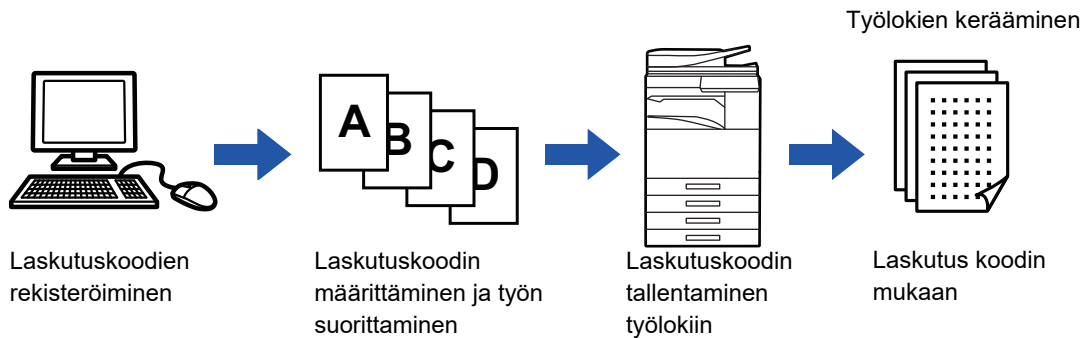 Työlokien kerääminen
A
B
C
D
Laskutuskoodien
rekisteröiminen
Laskutuskoodin
määrittäminen ja työn
suorittaminen
Laskutuskoodin
tallentaminen
työlokiin
Laskutus koodin
mukaan